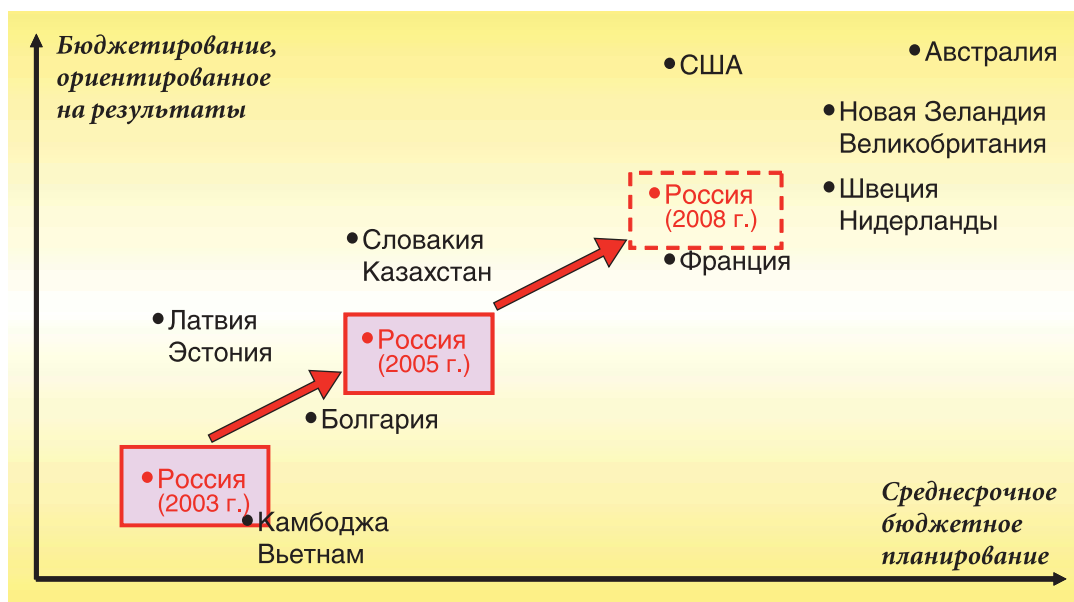 Бюджетирование,
ориентированное
на результаты
•США
•Австралия
•Новая Зеландия
Великобритания
•Россия
(2008 г.)
•Швеция
Нидерланды
•Словакия
Казахстан
•Франция
•Латвия
Эстония
•Россия
(2005 г.)
•Болгария
•Россия
(2003 г.)
•Камбоджа
Вьетнам
Среднесрочное
бюджетное
планирование